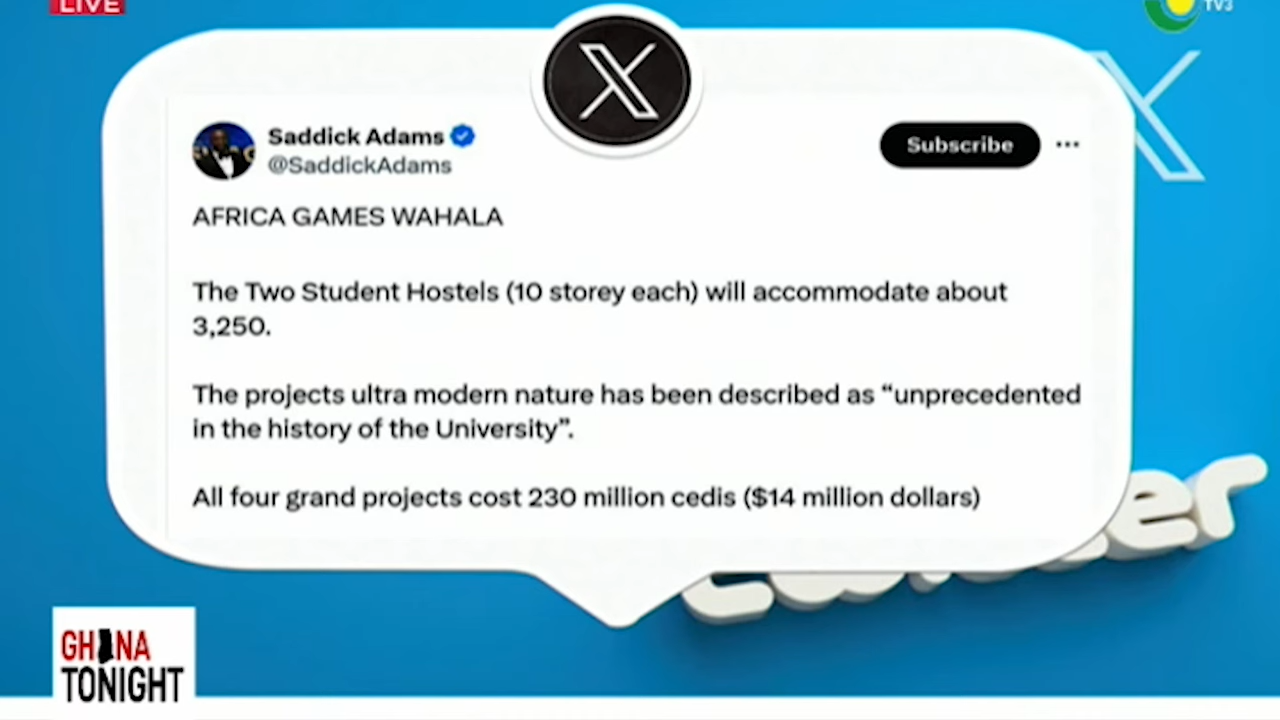 LIVE
TV3
Saddick Adams
@SaddickAdams
Subscribe
AFRICA GAMES WAHALA
The Two Student Hostels (10 storey each) will accommodate about
3,250.
The projects ultra modern nature has been described as “unprecedented
in the history of the University”.
All four grand projects cost 230 million cedis ($14 million dollars)
GHANA
TONIGHT